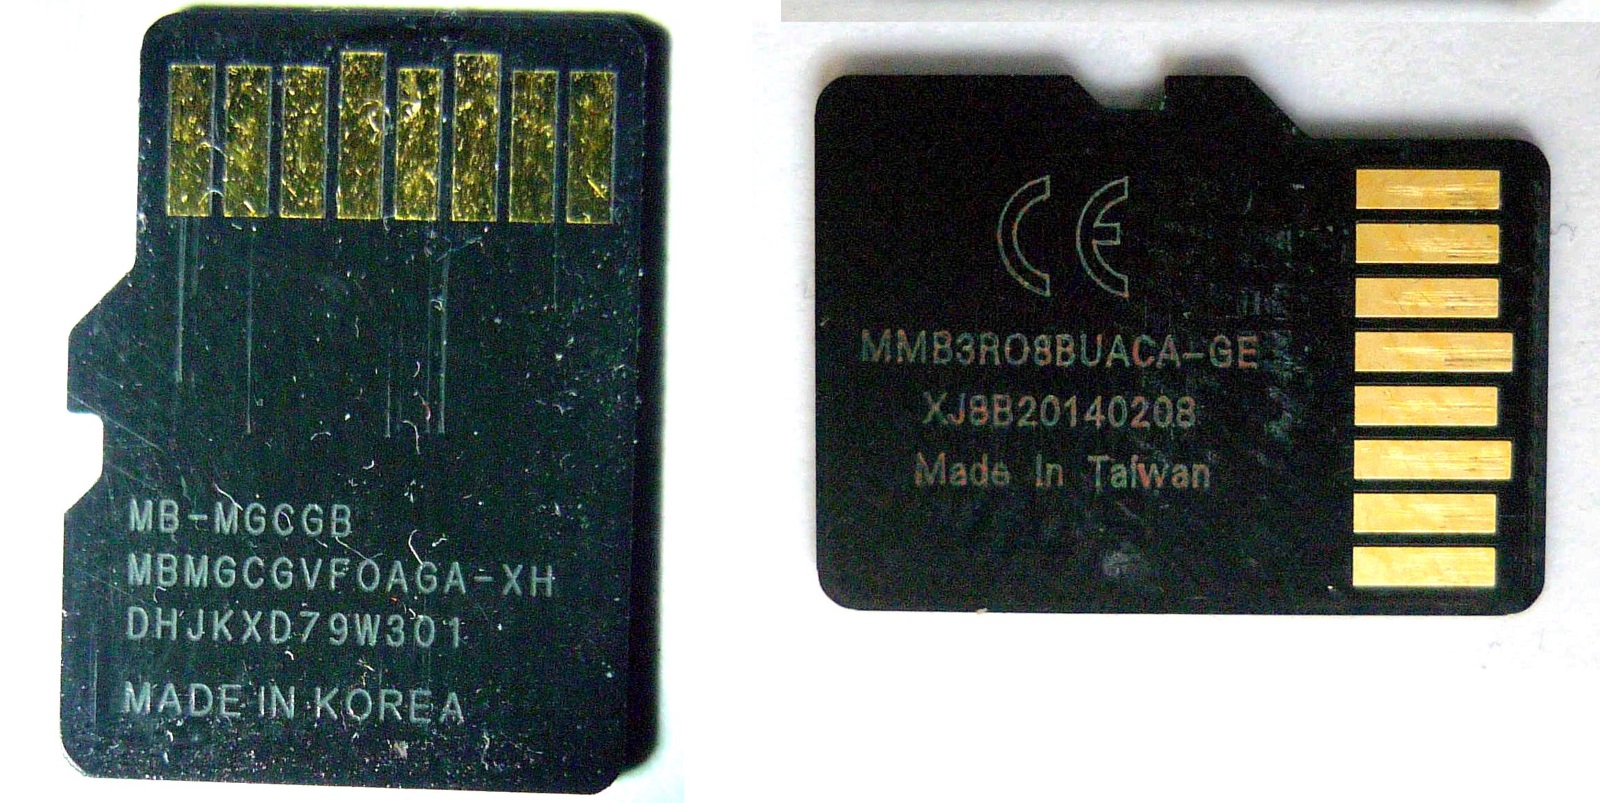 MB-MGCGB
MBMGCGVFOAGA-XH
DHJKXD79W301
MADE IN KOREA
CE
MMB3R08BUACA-GE
XJ8B20140208
Made In Taiwan